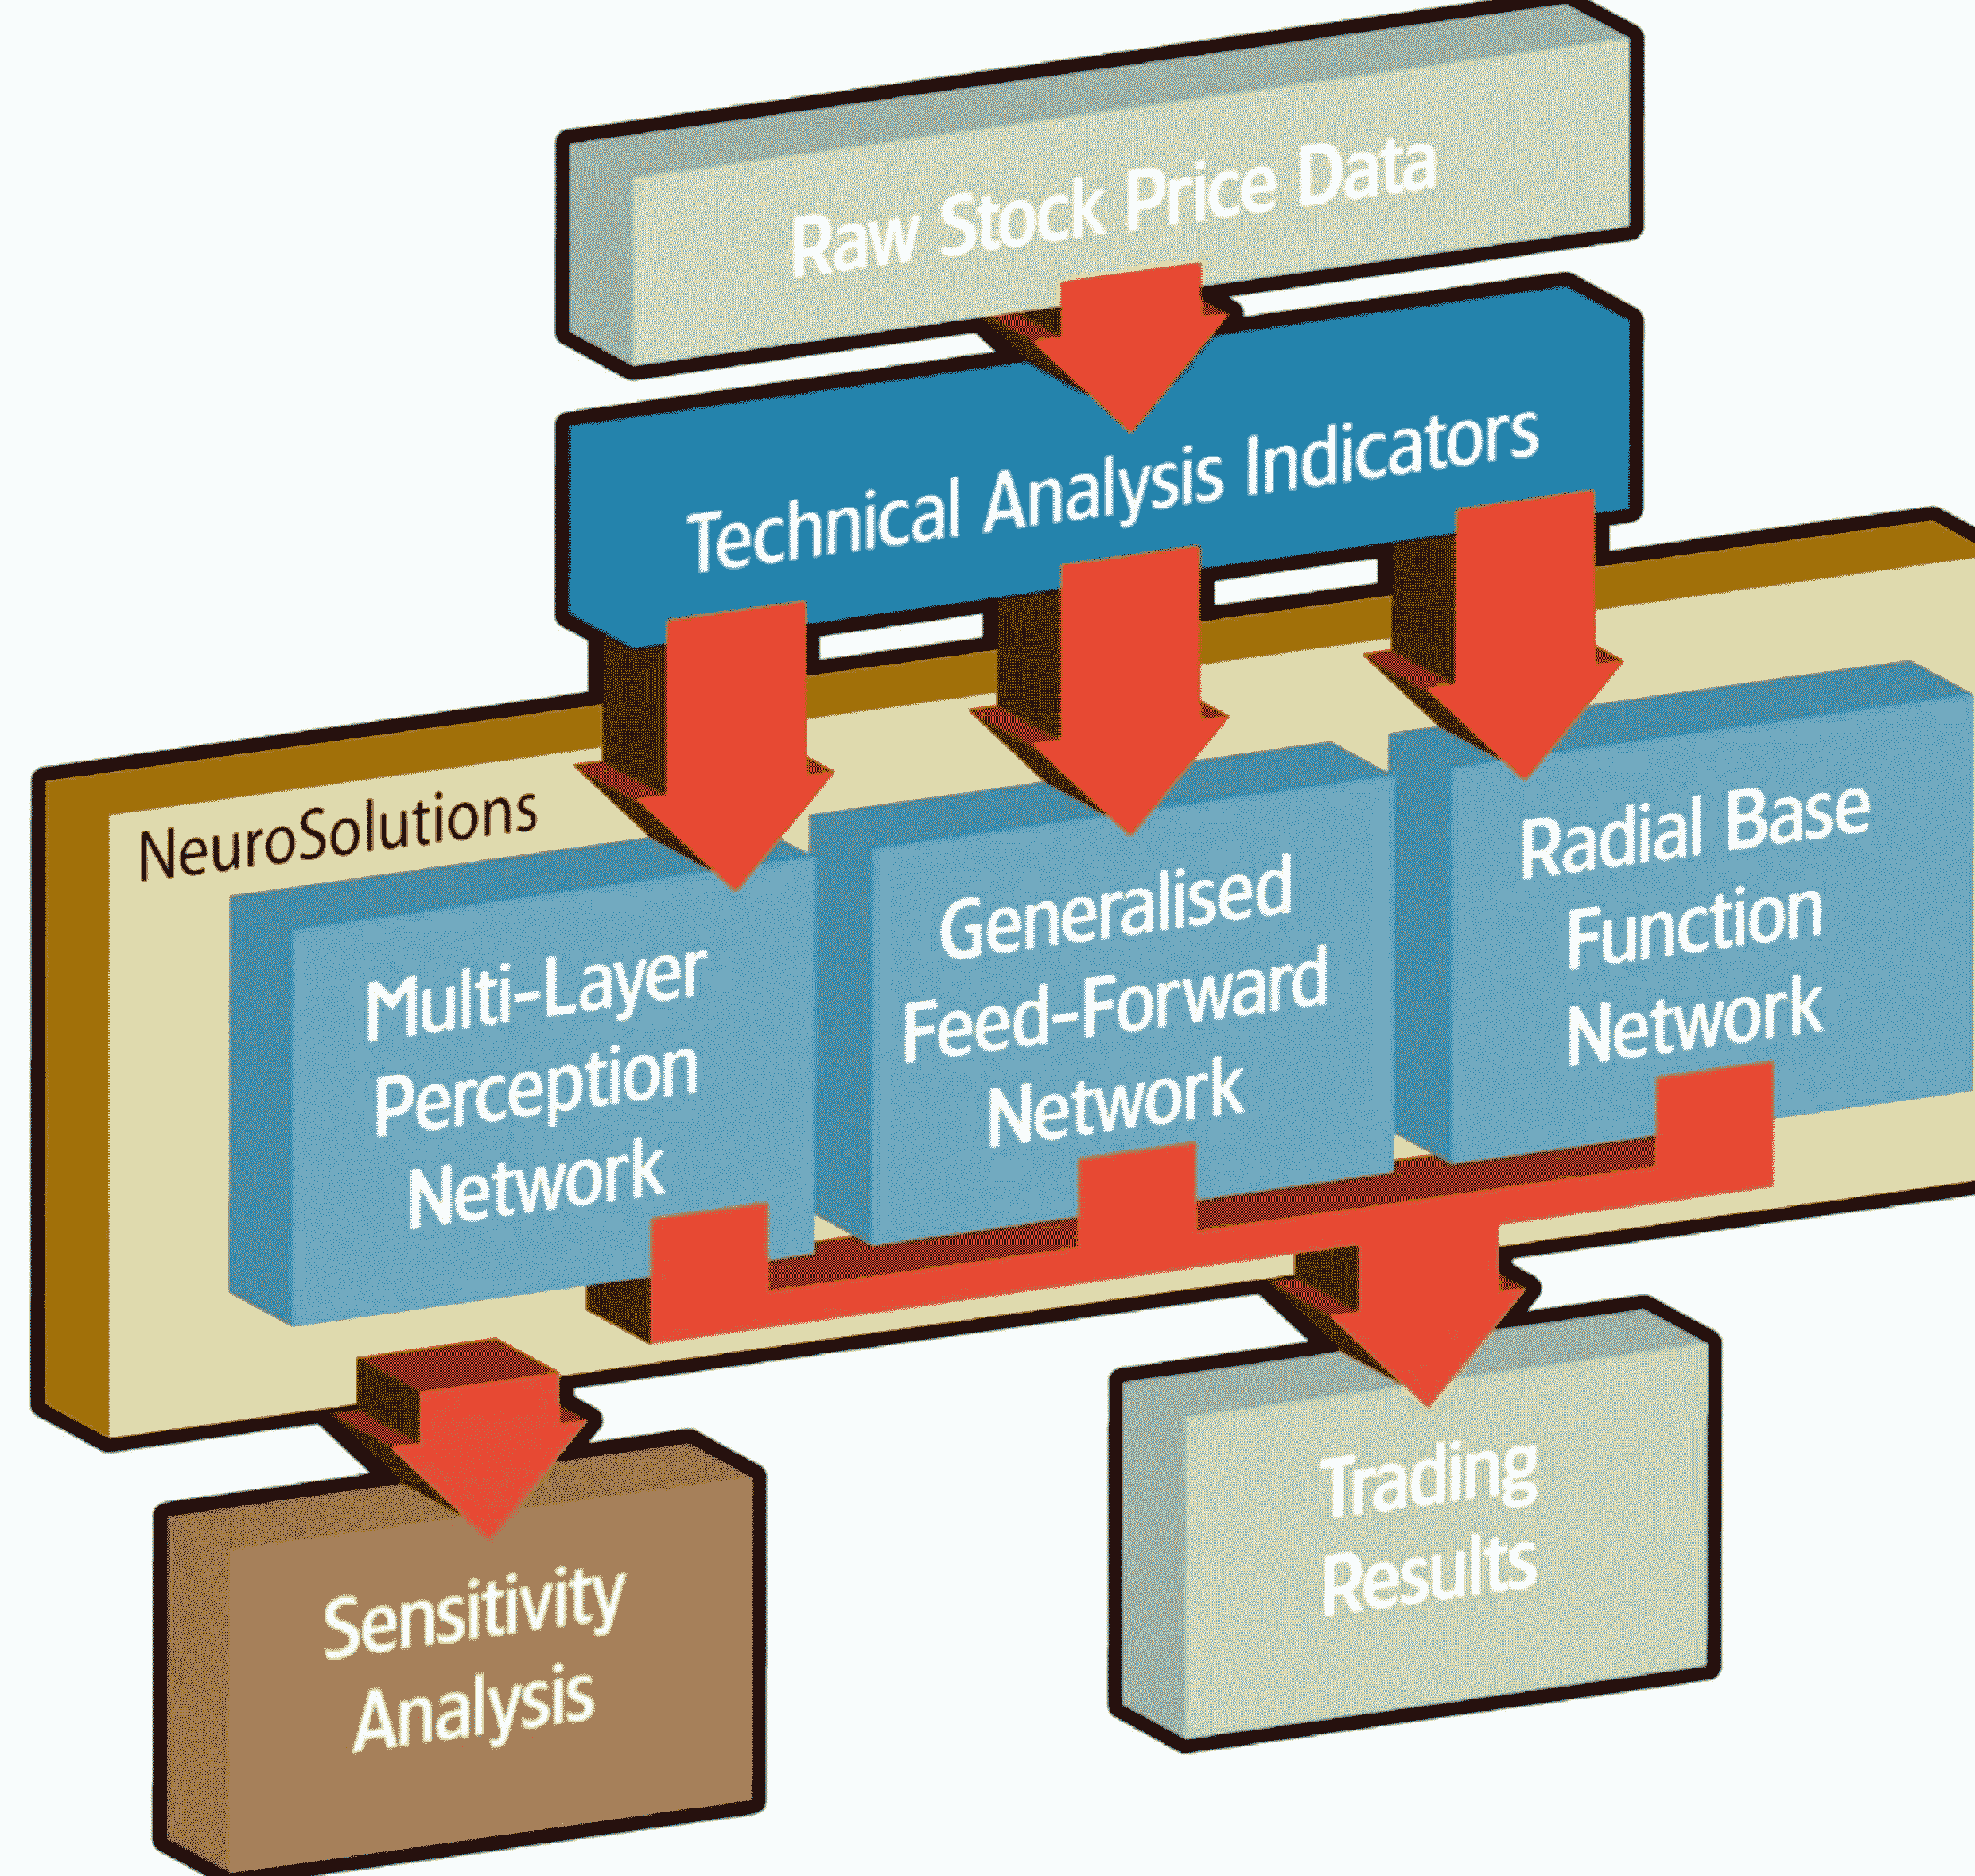 Raw Stock Price Data
Technical Analysis Indicators
NeuroSolutions
Multi-Layer
Perception
Network
Generalised
Feed-Forward
Network
Radial Base
Function
Network
Sensitivity
Analysis
Trading
Results